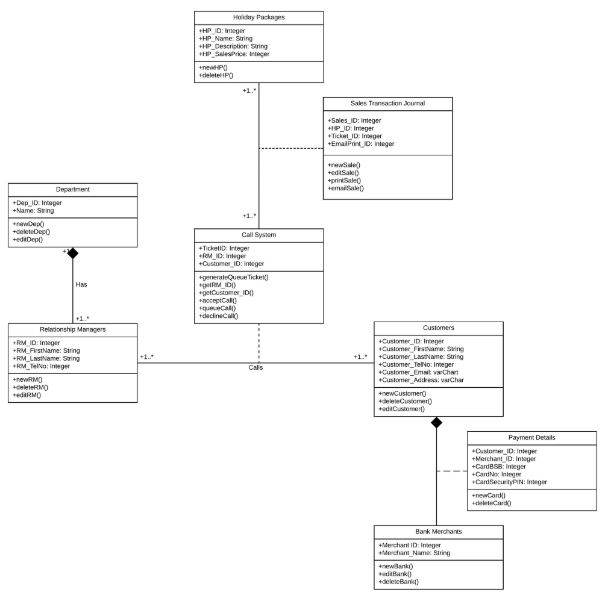 Holiday Packages
+HP_ID: Integer
+HP_Name: String
+HP_Description: String
+HP_SalesPrice: Integer
+newHP()
+deleteHP()
+1..*
Sales Transaction Journal
+Sales_ID: Integer
+HP_ID: Integer
+Ticket_ID: Integer
+EmailPrint_ID: Integer
+newSale()
+editSale()
+printSale()
+emailSale()
Department
+Dep_ID: Integer
+Name: String
+newDep()
+deleteDep()
+editDep()
+1..*
Call System
+TicketID: Integer
+RM_ID: Integer
+Customer_ID: Integer
+generateQueueTicket()
+getRM_ID()
+getCustomer_ID()
+acceptCall()
+queueCall()
+declineCall()
Has
+1..*
Relationship Managers
+RM_ID: Integer
+RM_FirstName: String
+RM_LastName: String
+RM_TelNo: Integer
+newRM()
+deleteRM()
+editRM()
+1..*
Calls
+1..*
Customers
+Customer_ID: Integer
+Customer_FirstName: String
+Customer_LastName: String
+Customer_TelNo: Integer
+Customer_Email: varChart
+Customer_Address: varChar
+newCustomer()
+deleteCustomer()
+editCustomer()
Payment Details
+Customer_ID: Integer
+Merchant_ID: Integer
+CardBSB: Integer
+CardNo: Integer
+CardSecurityPIN: Integer
+newCard()
+deleteCard()
Bank Merchants
+Merchant ID: Integer
+Merchant_Name: String
+newBank()
+editBank()
+deleteBank()